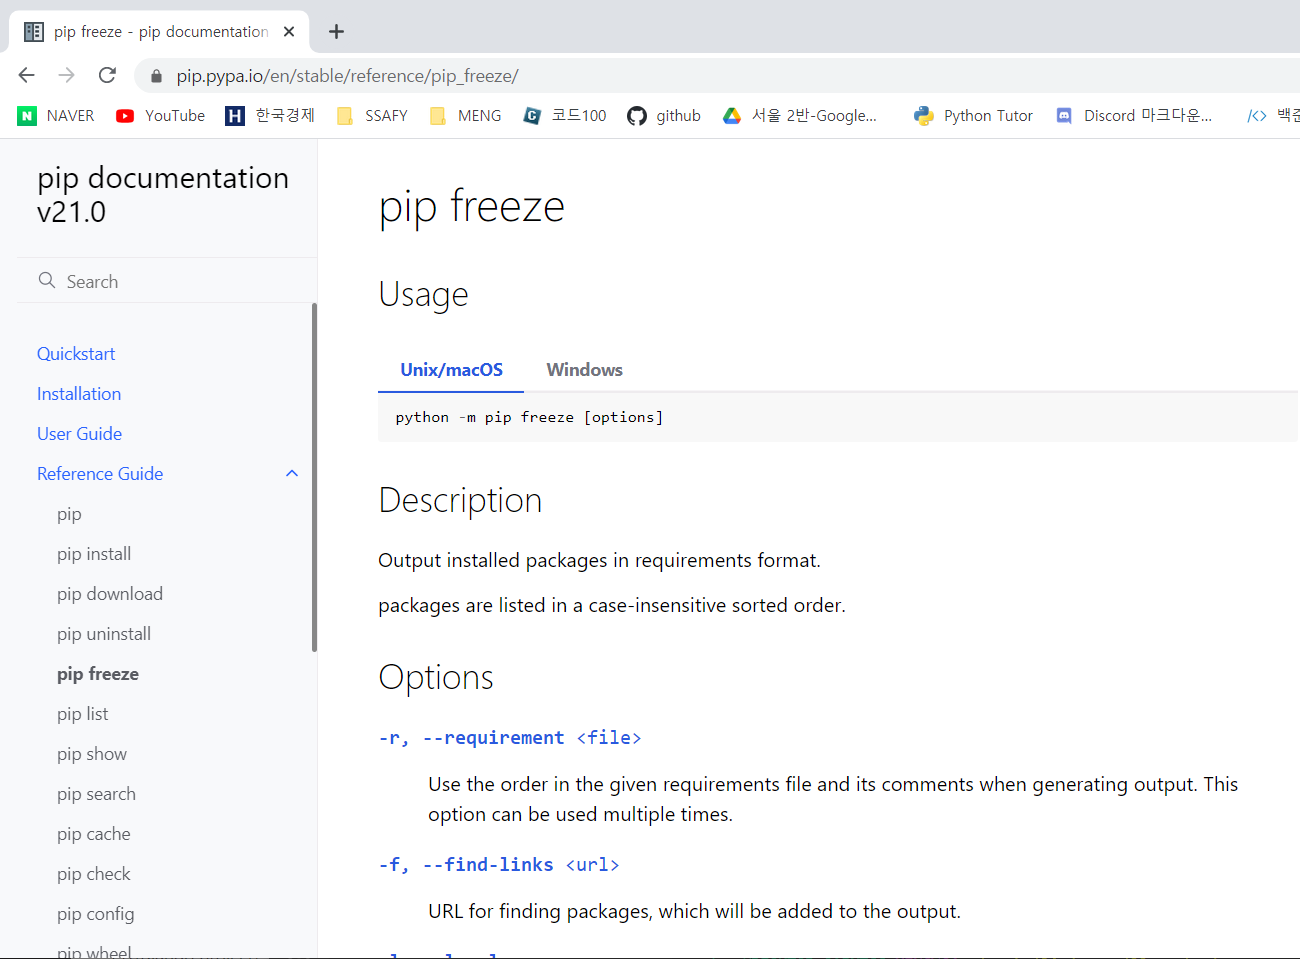 pip freeze - pip documentation
pip.pypa.io/en/stable/reference/pip_freeze/
NAVER
YouTube
한국경제
SSAFY
MENG
코드100
github
서울 2반-Google...
Python Tutor
Discord 마크다운...
pip documentation
v21.0
Search
Quickstart
Installation
User Guide
Reference Guide
pip
pip install
pip download
pip uninstall
pip freeze
pip list
pip show
pip search
pip cache
pip check
pip config
pip wheel
pip freeze
Usage
Unix/macOS
Windows
python -m pip freeze [options]
Description
Output installed packages in requirements format.
packages are listed in a case-insensitive sorted order.
Options
-r, --requirement <file>
Use the order in the given requirements file and its comments when generating output. This
option can be used multiple times.
-f, --find-links <url>
URL for finding packages, which will be added to the output.